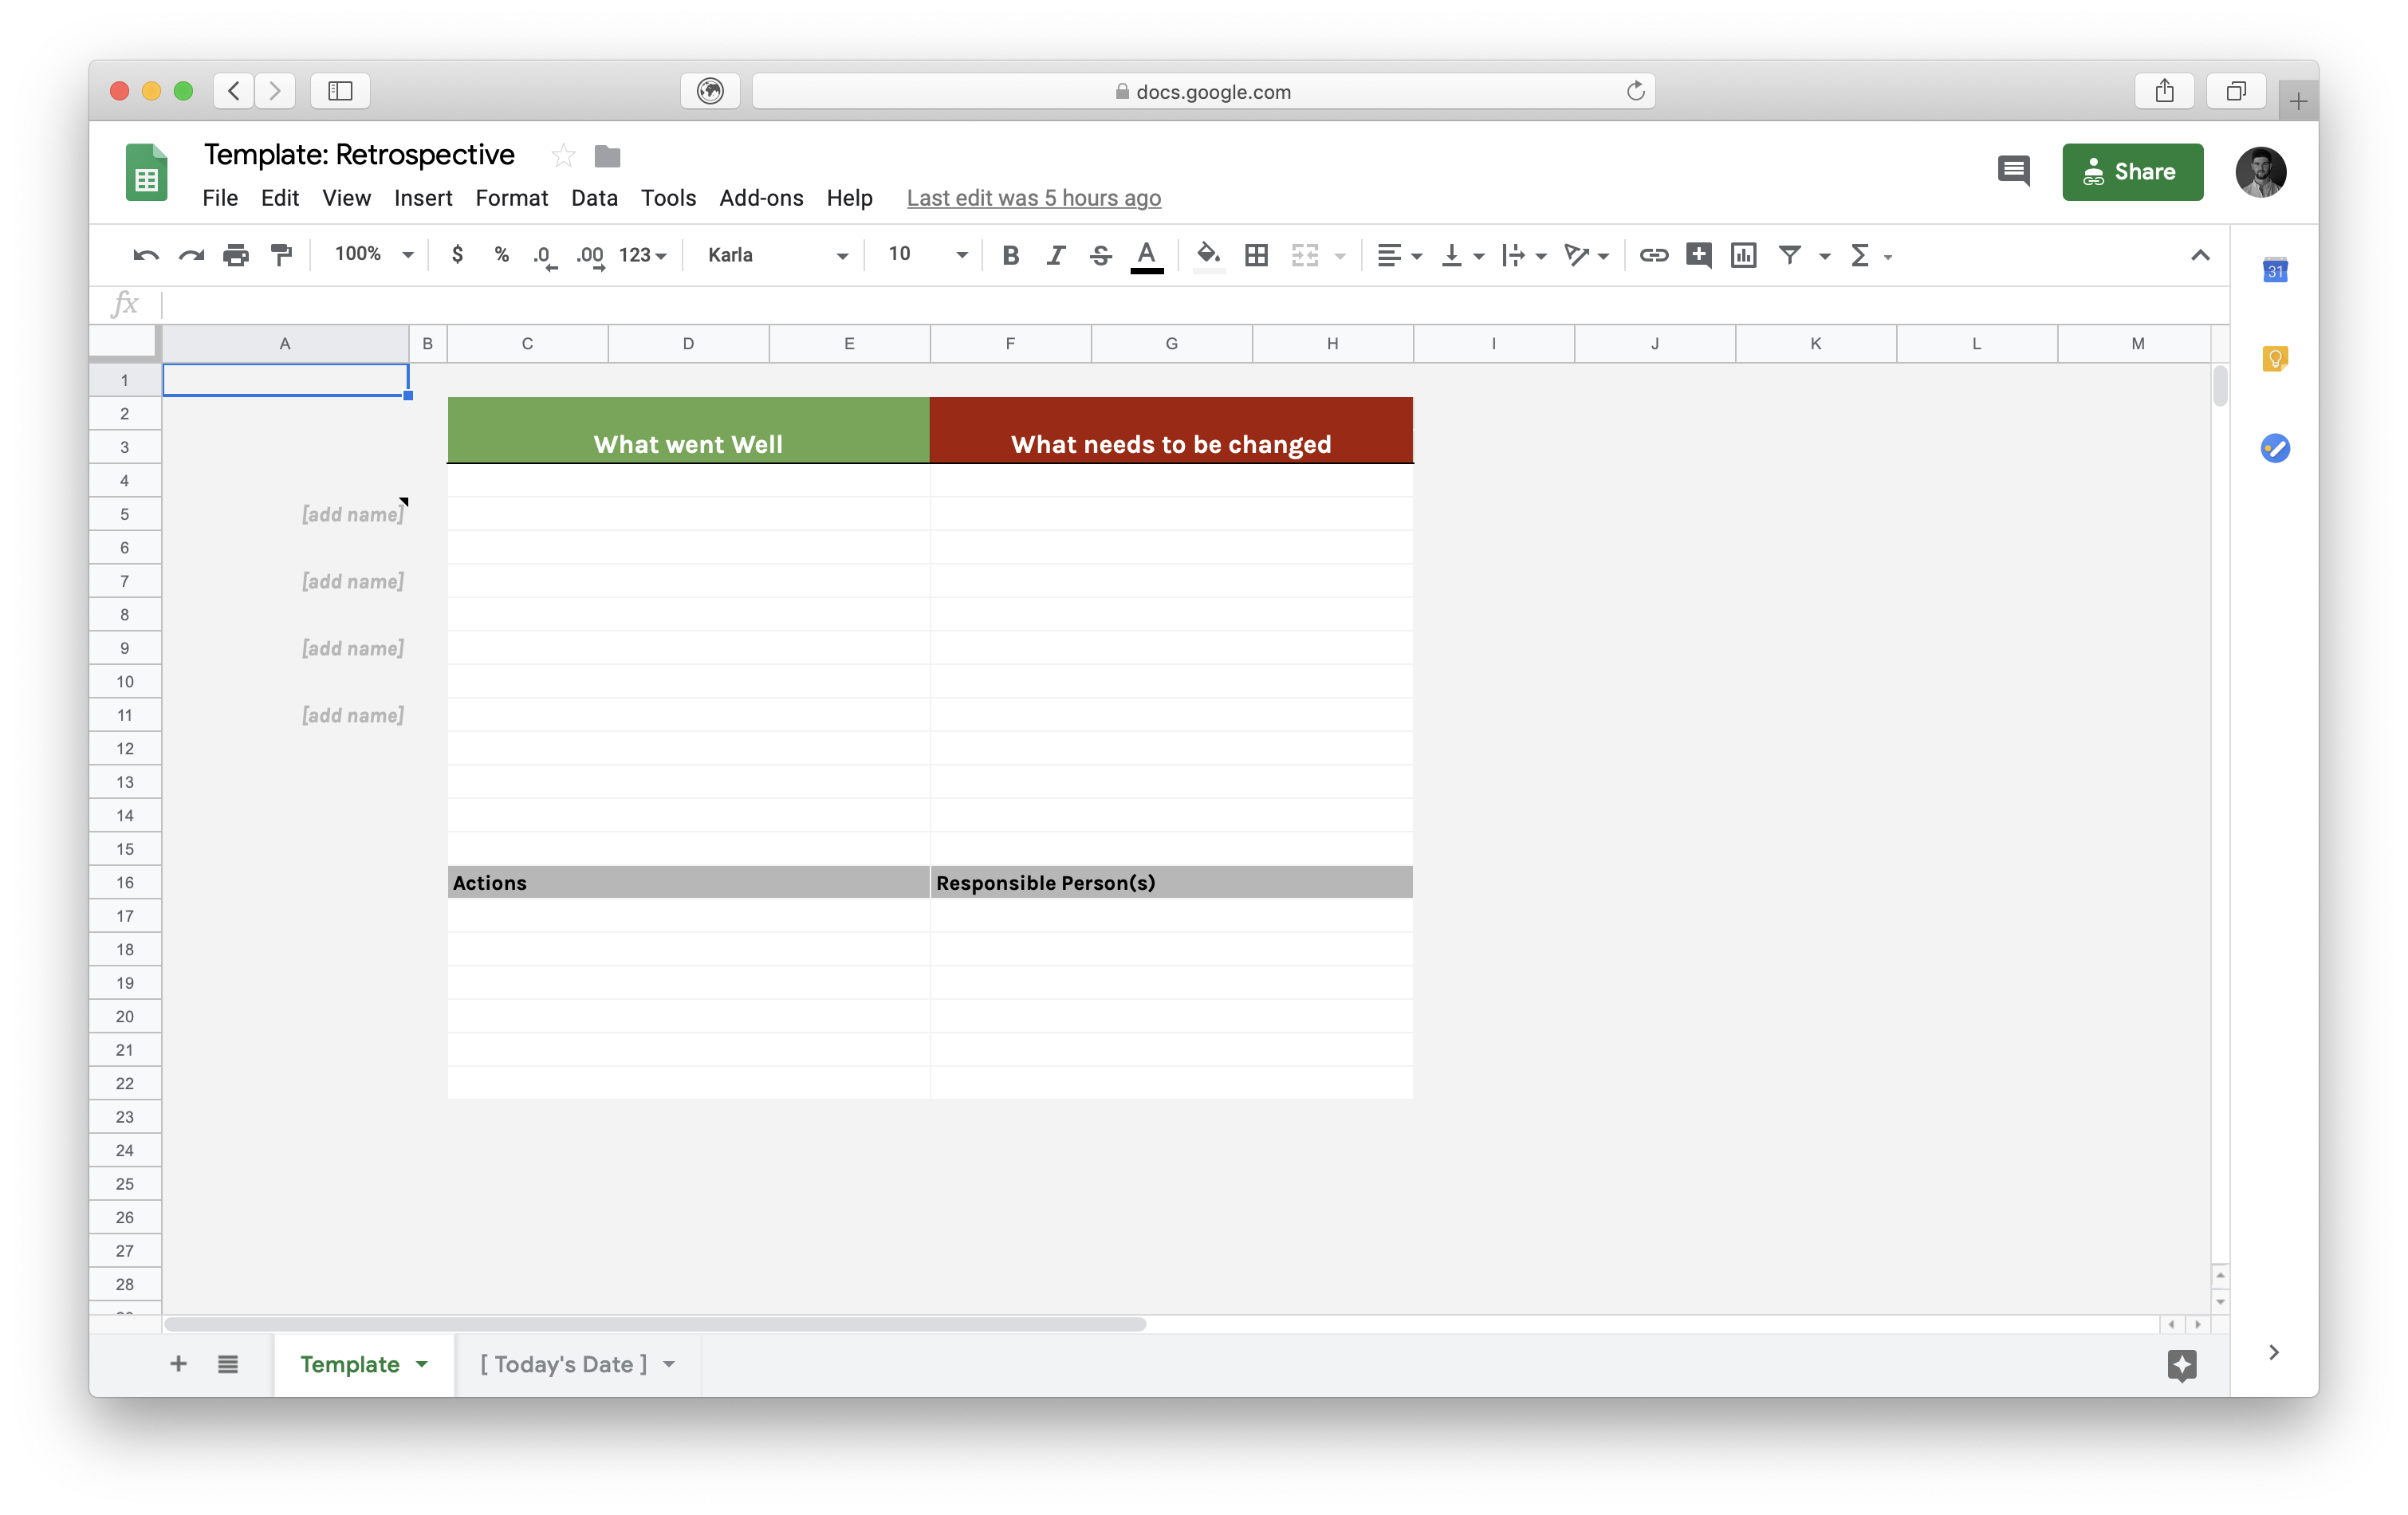 docs.google.com
Template: Retrospective
File Edit View Insert Format Data Tools Add-ons Help Last edit was 5 hours ago
Share
100% $ % .0 .00 123 Karla 10 B I S A Σ
31
fx
A B C D E F G H I J K L M
1
2
What went Well What needs to be changed
3
4
5 [add name]
6
7 [add name]
8
9 [add name]
10
11 [add name]
12
13
14
15
16 Actions Responsible Person(s)
17
18
19
20
21
22
23
24
25
26
27
28
+ Template [ Today's Date ]